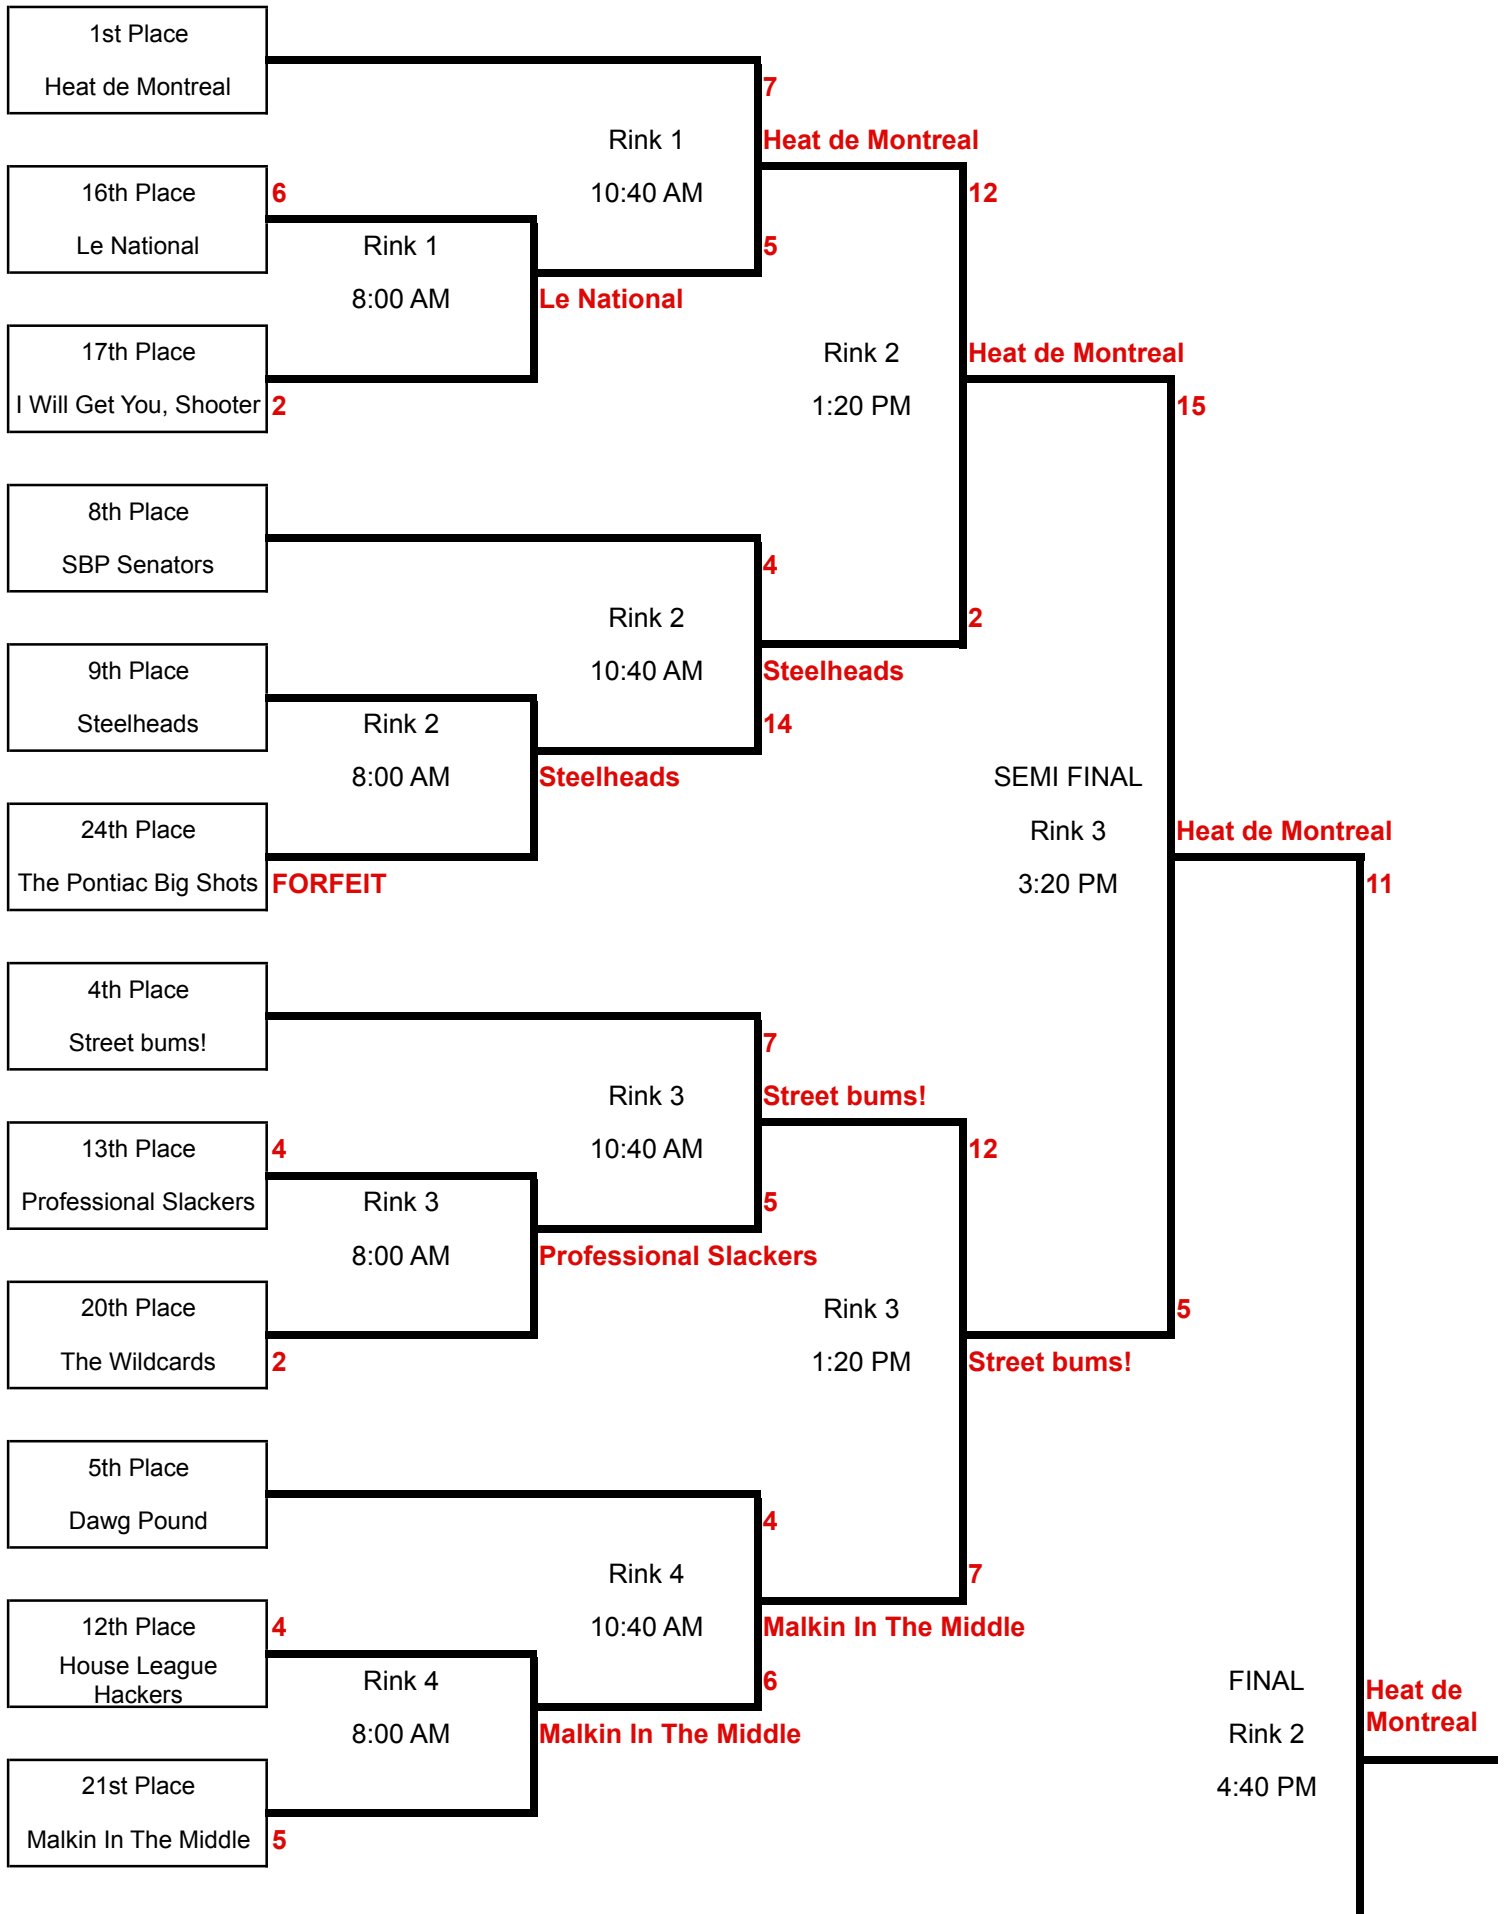 1st Place
Heat de Montreal
7
Rink 1
Heat de Montreal
10:40 AM
12
16th Place
6
Le National
Rink 1
5
8:00 AM
Le National
17th Place
Rink 2
Heat de Montreal
I Will Get You, Shooter
2
1:20 PM
15
8th Place
SBP Senators
4
Rink 2
2
9th Place
10:40 AM
Steelheads
Steelheads
Rink 2
14
8:00 AM
Steelheads
SEMI FINAL
24th Place
Rink 3
Heat de Montreal
The Pontiac Big Shots
FORFEIT
3:20 PM
11
4th Place
Street bums!
7
Rink 3
Street bums!
13th Place
4
10:40 AM
12
Professional Slackers
Rink 3
5
8:00 AM
Professional Slackers
20th Place
Rink 3
5
The Wildcards
2
1:20 PM
Street bums!
5th Place
Dawg Pound
4
Rink 4
7
12th Place
4
10:40 AM
Malkin In The Middle
House League
Hackers
Rink 4
6
FINAL
Heat de
Montreal
8:00 AM
Malkin In The Middle
Rink 2
21st Place
4:40 PM
Malkin In The Middle
5